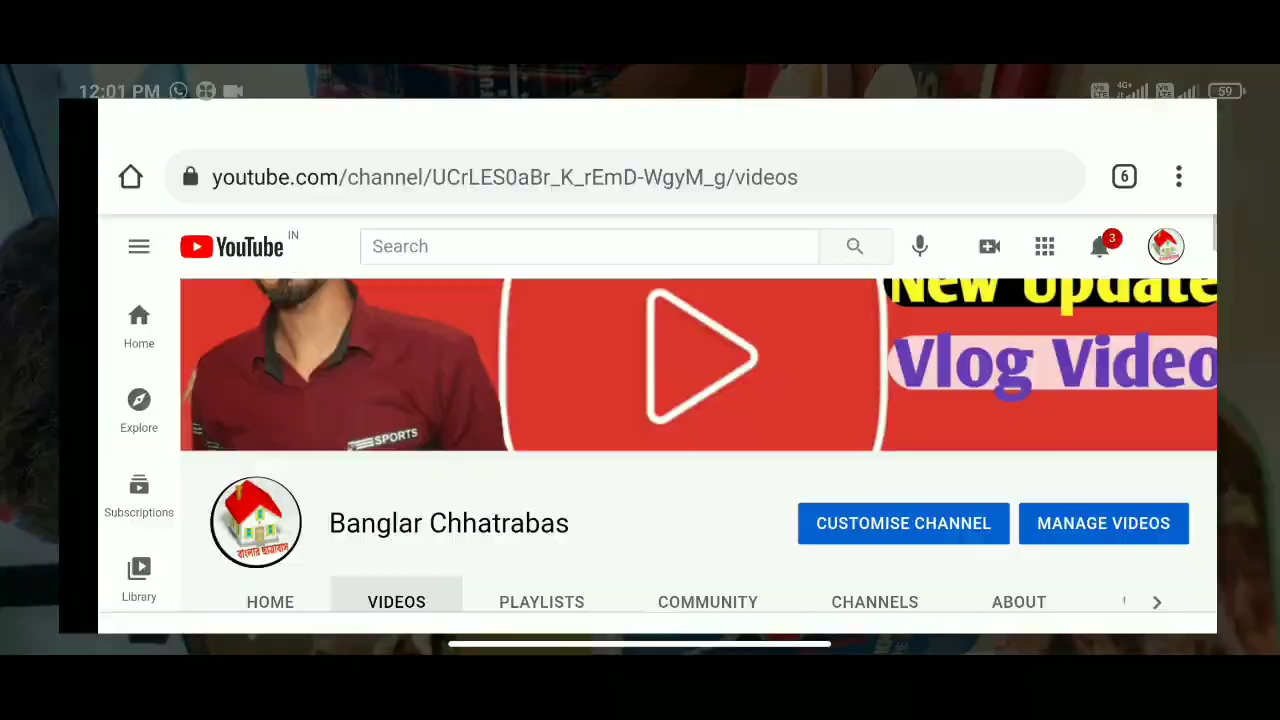 12:01 PM
4G+
59
youtube.com/channel/UCrLES0aBr_K_rEmD-WgyM_g/videos
6
YouTube IN
Search
3
New Update
Vlog Video
SPORTS
Home
Explore
Subscriptions
Library
বাংলার ছাত্রাবাস
Banglar Chhatrabas
CUSTOMISE CHANNEL
MANAGE VIDEOS
HOME
VIDEOS
PLAYLISTS
COMMUNITY
CHANNELS
ABOUT